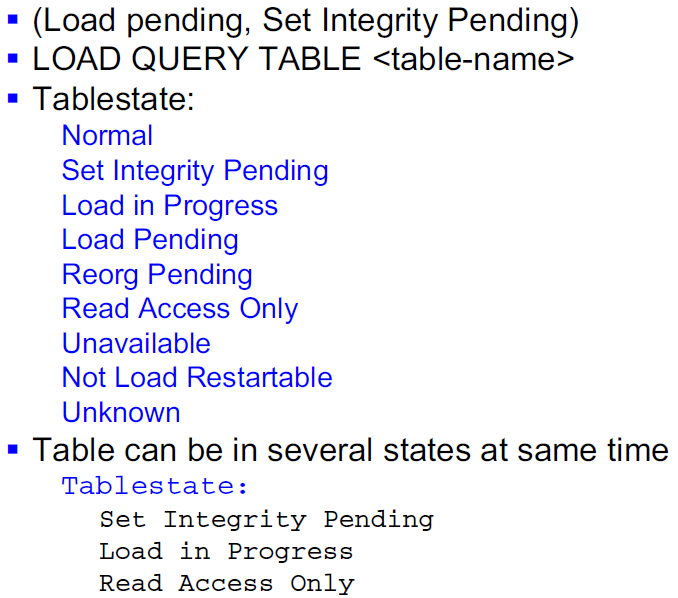 ▪ (Load pending, Set Integrity Pending)
▪ LOAD QUERY TABLE <table-name>
▪ Tablestate:
Normal
Set Integrity Pending
Load in Progress
Load Pending
Reorg Pending
Read Access Only
Unavailable
Not Load Restartable
Unknown
▪ Table can be in several states at same time
Tablestate:
Set Integrity Pending
Load in Progress
Read Access Only